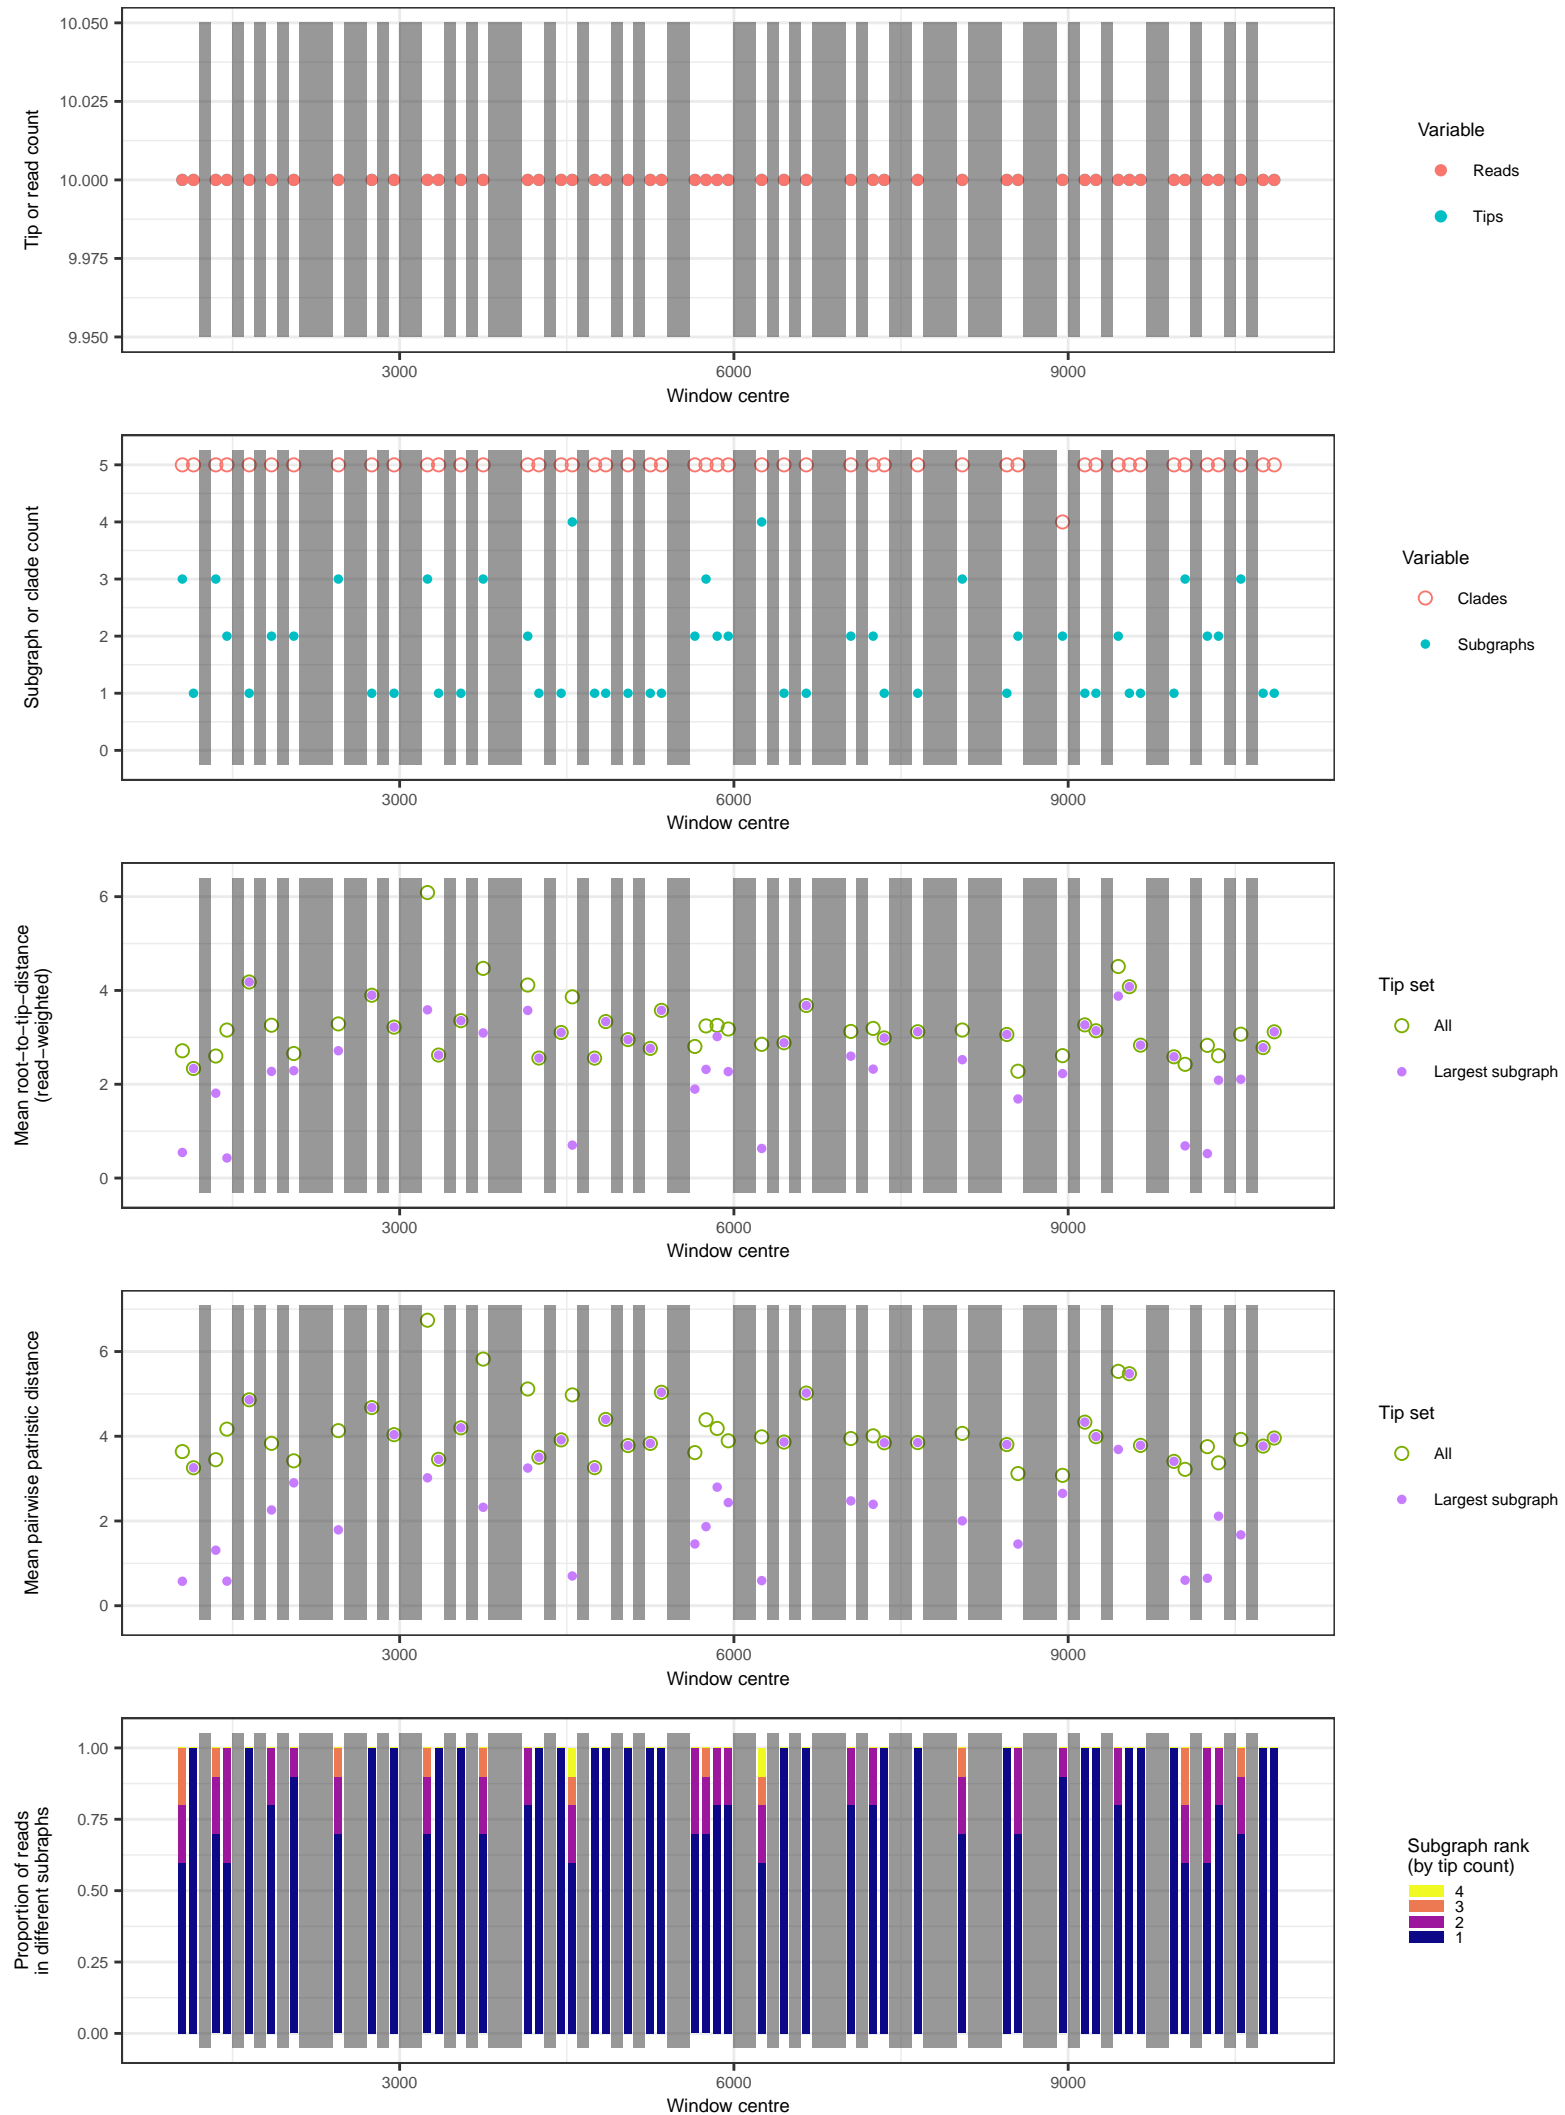 10.050
10.025
10.000
9.975
9.950
Tip or read count
3000
6000
9000
Window centre
Variable
Reads
Tips
5
4
3
2
1
0
Subgraph or clade count
3000
6000
9000
Window centre
Variable
Clades
Subgraphs
6
4
2
0
Mean root−to−tip−distance
(read−weighted)
3000
6000
9000
Window centre
Tip set
All
Largest subgraph
6
4
2
0
Mean pairwise patristic distance
3000
6000
9000
Window centre
Tip set
All
Largest subgraph
1.00
0.75
0.50
0.25
0.00
Proportion of reads
in different subraphs
3000
6000
9000
Window centre
Subgraph rank
(by tip count)
4
3
2
1